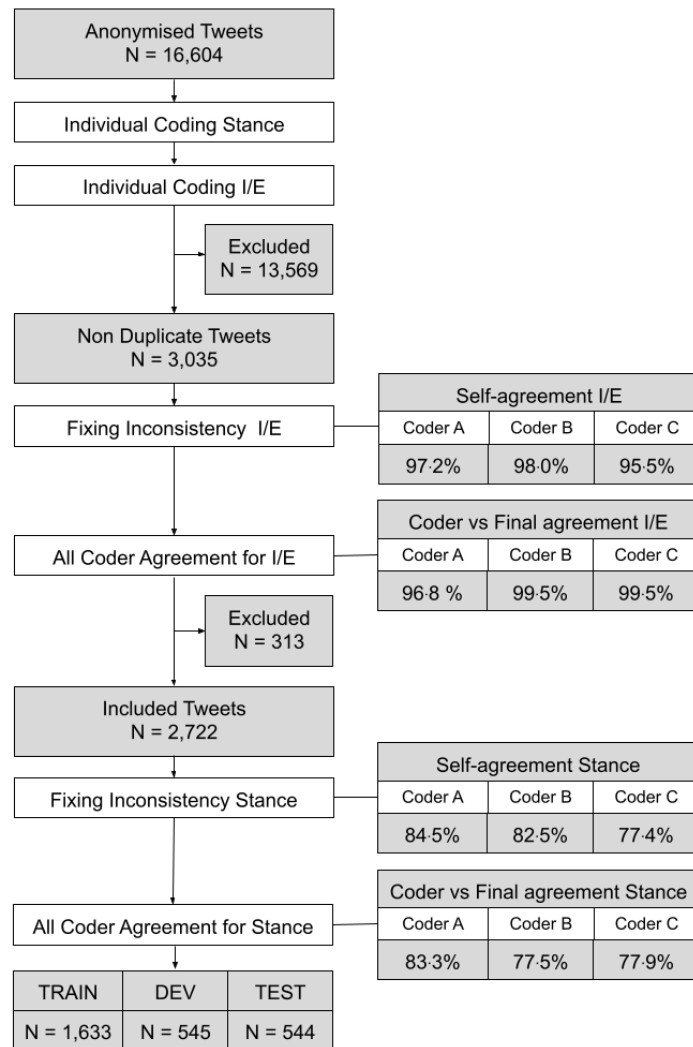 Anonymised Tweets
N = 16,604
Individual Coding Stance
Individual Coding I/E
Excluded
N = 13,569
Non Duplicate Tweets
N = 3,035
Fixing Inconsistency I/E
Self-agreement I/E
Coder A Coder B Coder C
97·2% 98·0% 95·5%
All Coder Agreement for I/E
Coder vs Final agreement I/E
Coder A Coder B Coder C
96·8 % 99·5% 99·5%
Excluded
N = 313
Included Tweets
N = 2,722
Fixing Inconsistency Stance
Self-agreement Stance
Coder A Coder B Coder C
84·5% 82·5% 77·4%
All Coder Agreement for Stance
Coder vs Final agreement Stance
Coder A Coder B Coder C
83·3% 77·5% 77·9%
TRAIN DEV TEST
N = 1,633 N = 545 N = 544